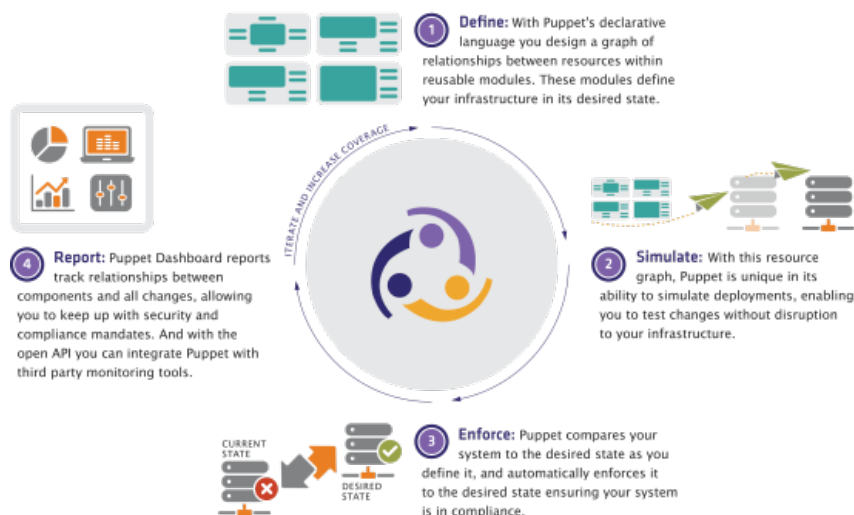 1 Define: With Puppet's declarative
language you design a graph of
relationships between resources within
reusable modules. These modules define
your infrastructure in its desired state.
ITERATE AND INCREASE COVERAGE
2 Simulate: With this resource
graph, Puppet is unique in its
ability to simulate deployments, enabling
you to test changes without disruption
to your infrastructure.
4 Report: Puppet Dashboard reports
track relationships between
components and all changes, allowing
you to keep up with security and
compliance mandates. And with the
open API you can integrate Puppet with
third party monitoring tools.
CURRENT
STATE
DESIRED
STATE
3 Enforce: Puppet compares your
system to the desired state as you
define it, and automatically enforces it
to the desired state ensuring your system
is in compliance.